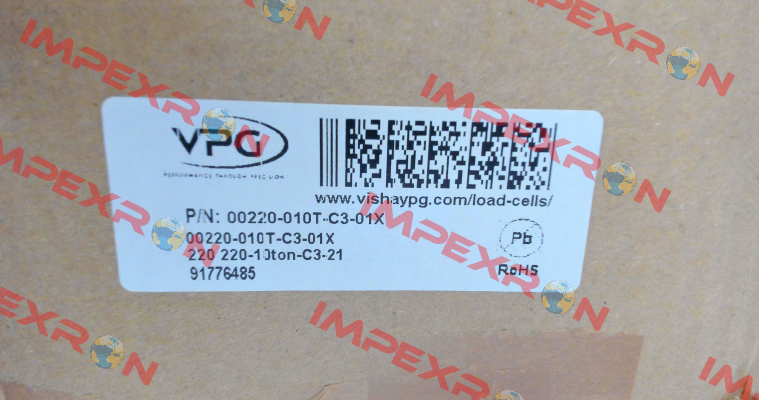 VPG
PERFORMANCE THROUGH PRECISION
www.vishaypg.com/load-cells/
P/N: 00220-010T-C3-01X
00220-010T-C3-01X
220 220-10ton-C3-21
91776485
Pb
RoHS
IMPEXRON
IMPEXRON
IMPEXRON
IMPEXRON
IMPEXRON
IMPEXRON
IMPEXRON
IMPEXRON